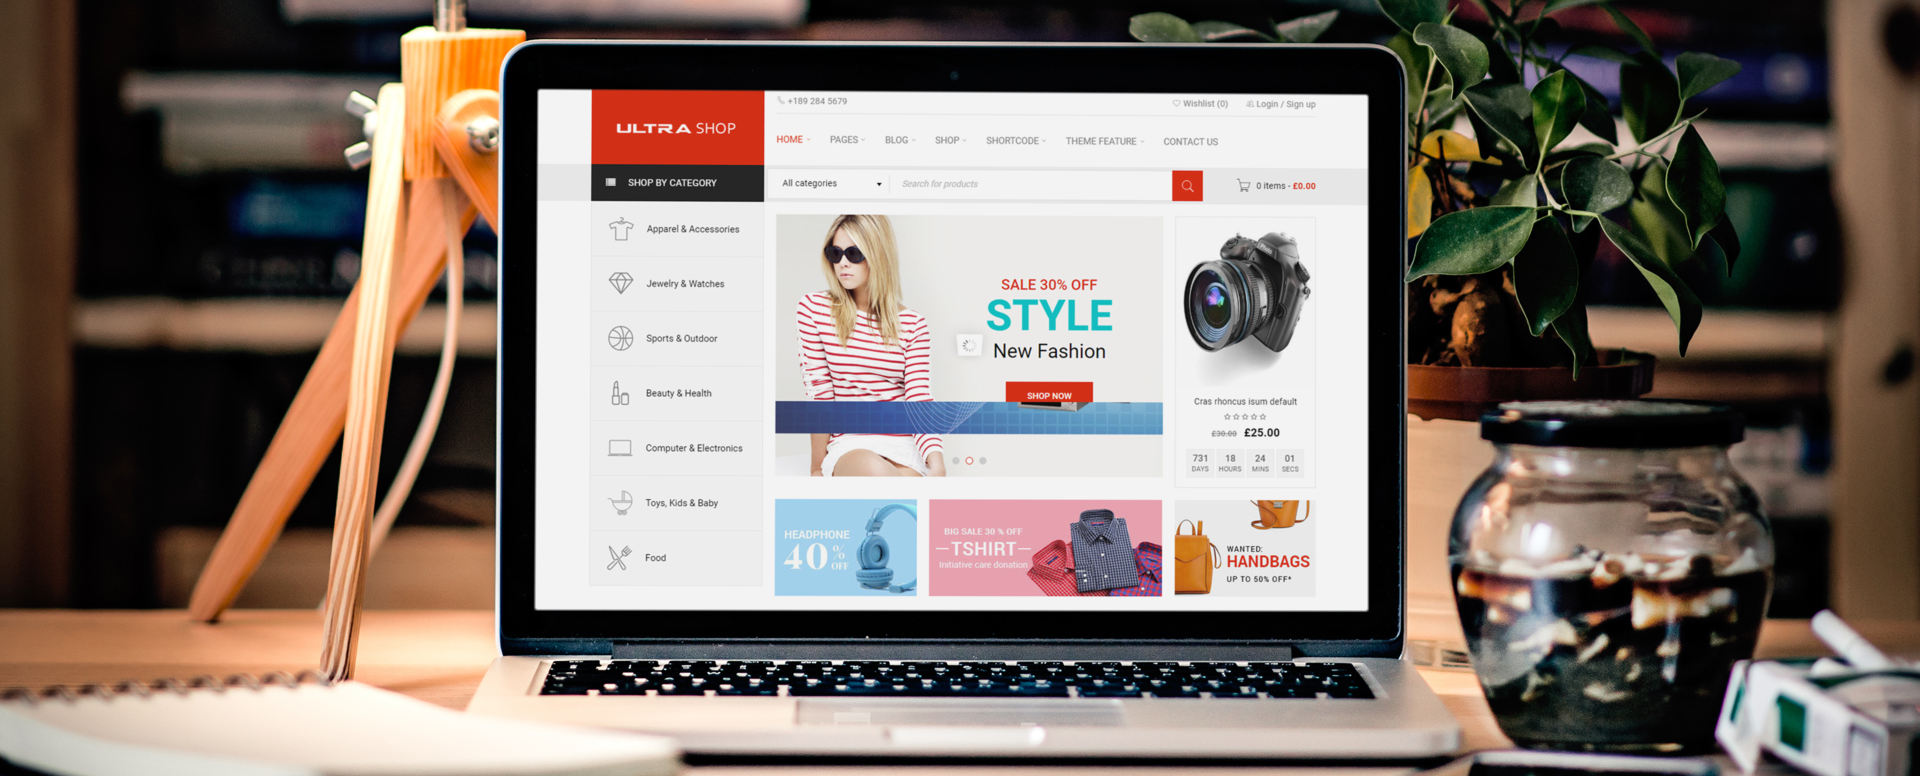 +189 284 5679
Wishlist (0)
Login / Sign up
ULTRA SHOP
HOME
PAGES
BLOG
SHOP
SHORTCODE
THEME FEATURE
CONTACT US
SHOP BY CATEGORY
All categories
Search for products
0 items - £0.00
Apparel & Accessories
Jewelry & Watches
Sports & Outdoor
Beauty & Health
Computer & Electronics
Toys, Kids & Baby
Food
SALE 30% OFF
STYLE
New Fashion
SHOP NOW
Cras rhoncus isum default
£30.00 £25.00
731 18 24 01
DAYS HOURS MINS SECS
HEADPHONE
40%
OFF
BIG SALE 30 % OFF
TSHIRT
Initiative care donation
WANTED:
HANDBAGS
UP TO 50% OFF*